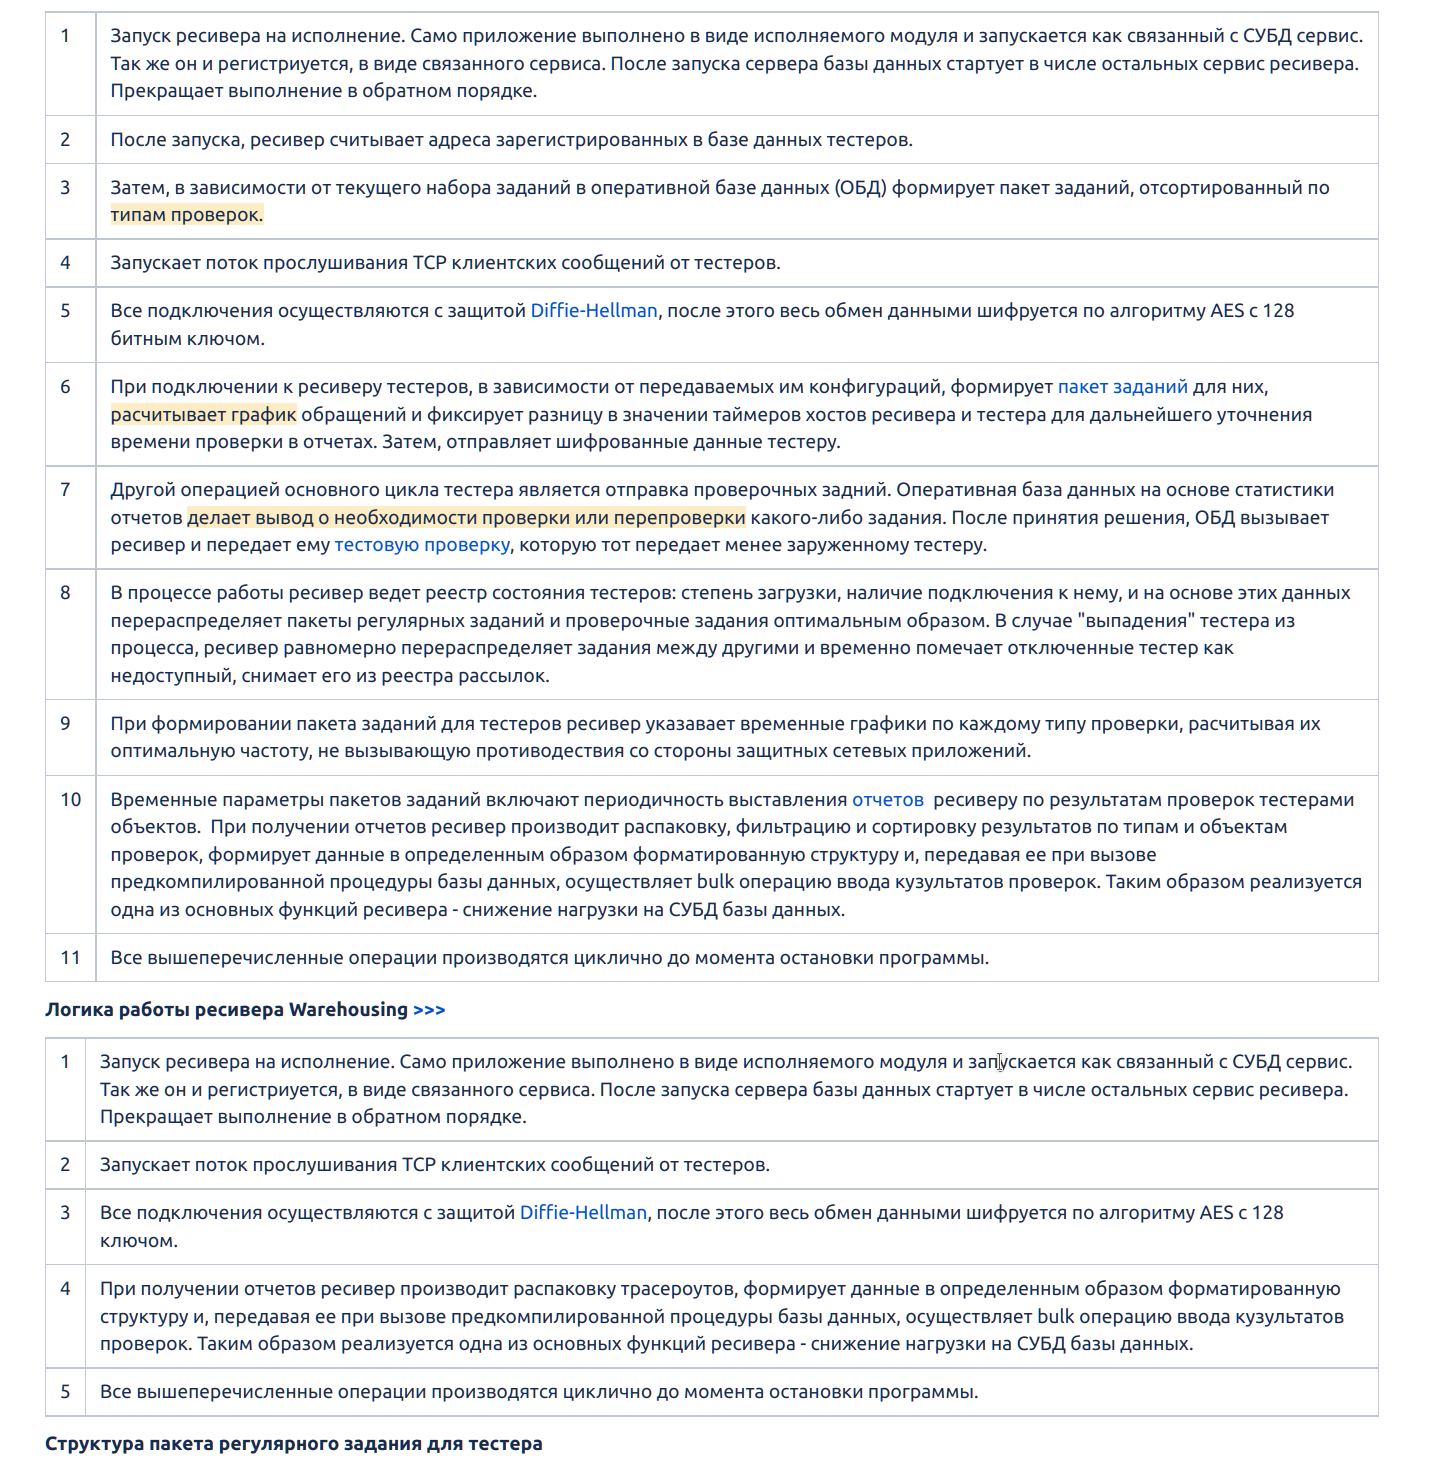 1 Запуск ресивера на исполнение. Само приложение выполнено в виде исполняемого модуля и запускается как связанный с СУБД сервис.
Так же он и регистриуется, в виде связанного сервиса. После запуска сервера базы данных стартует в числе остальных сервис ресивера.
Прекращает выполнение в обратном порядке.
2 После запуска, ресивер считывает адреса зарегистрированных в базе данных тестеров.
3 Затем, в зависимости от текущего набора заданий в оперативной базе данных (ОБД) формирует пакет заданий, отсортированный по
типам проверок.
4 Запускает поток прослушивания TCP клиентских сообщений от тестеров.
5 Все подключения осуществляются с защитой Diffie-Hellman, после этого весь обмен данными шифруется по алгоритму AES с 128
битным ключом.
6 При подключении к ресиверу тестеров, в зависимости от передаваемых им конфигураций, формирует пакет заданий для них,
расчитывает график обращений и фиксирует разницу в значении таймеров хостов ресивера и тестера для дальнейшего уточнения
времени проверки в отчетах. Затем, отправляет шифрованные данные тестеру.
7 Другой операцией основного цикла тестера является отправка проверочных задний. Оперативная база данных на основе статистики
отчетов делает вывод о необходимости проверки или перепроверки какого-либо задания. После принятия решения, ОБД вызывает
ресивер и передает ему тестовую проверку, которую тот передает менее заруженному тестеру.
8 В процессе работы ресивер ведет реестр состояния тестеров: степень загрузки, наличие подключения к нему, и на основе этих данных
перераспределяет пакеты регулярных заданий и проверочные задания оптимальным образом. В случае "выпадения" тестера из
процесса, ресивер равномерно перераспределяет задания между другими и временно помечает отключенные тестер как
недоступный, снимает его из реестра рассылок.
9 При формировании пакета заданий для тестеров ресивер указавает временные графики по каждому типу проверки, расчитывая их
оптимальную частоту, не вызывающую противодествия со стороны защитных сетевых приложений.
10 Временные параметры пакетов заданий включают периодичность выставления отчетов ресиверу по результатам проверок тестерами
объектов. При получении отчетов ресивер производит распаковку, фильтрацию и сортировку результатов по типам и объектам
проверок, формирует данные в определенным образом форматированную структуру и, передавая ее при вызове
предкомпилированной процедуры базы данных, осуществляет bulk операцию ввода кузультатов проверок. Таким образом реализуется
одна из основных функций ресивера - снижение нагрузки на СУБД базы данных.
11 Все вышеперечисленные операции производятся циклично до момента остановки программы.
Логика работы ресивера Warehousing >>>
1 Запуск ресивера на исполнение. Само приложение выполнено в виде исполняемого модуля и запускается как связанный с СУБД сервис.
Так же он и регистриуется, в виде связанного сервиса. После запуска сервера базы данных стартует в числе остальных сервис ресивера.
Прекращает выполнение в обратном порядке.
2 Запускает поток прослушивания TCP клиентских сообщений от тестеров.
3 Все подключения осуществляются с защитой Diffie-Hellman, после этого весь обмен данными шифруется по алгоритму AES с 128
ключом.
4 При получении отчетов ресивер производит распаковку трасероутов, формирует данные в определенным образом форматированную
структуру и, передавая ее при вызове предкомпилированной процедуры базы данных, осуществляет bulk операцию ввода кузультатов
проверок. Таким образом реализуется одна из основных функций ресивера - снижение нагрузки на СУБД базы данных.
5 Все вышеперечисленные операции производятся циклично до момента остановки программы.
Структура пакета регулярного задания для тестера